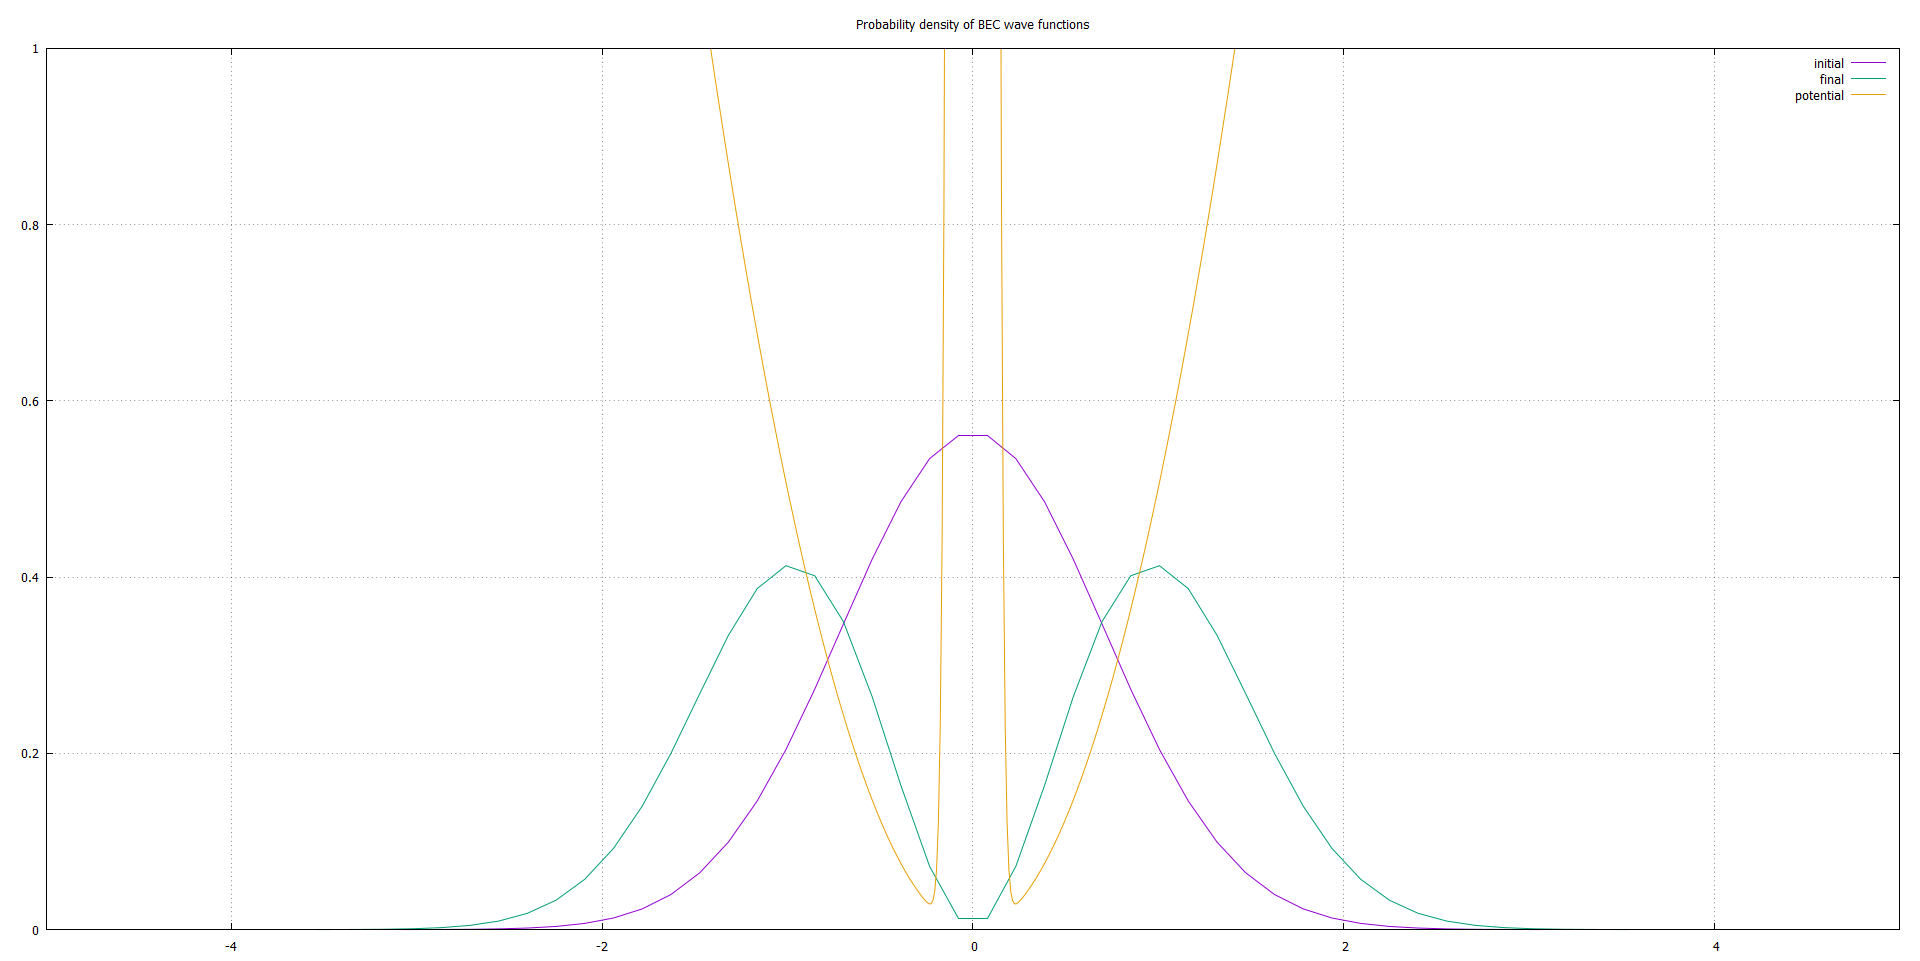 Probability density of BEC wave functions
1
initial
final
potential
0.8
0.6
0.4
0.2
0
-4 -2 0 2 4